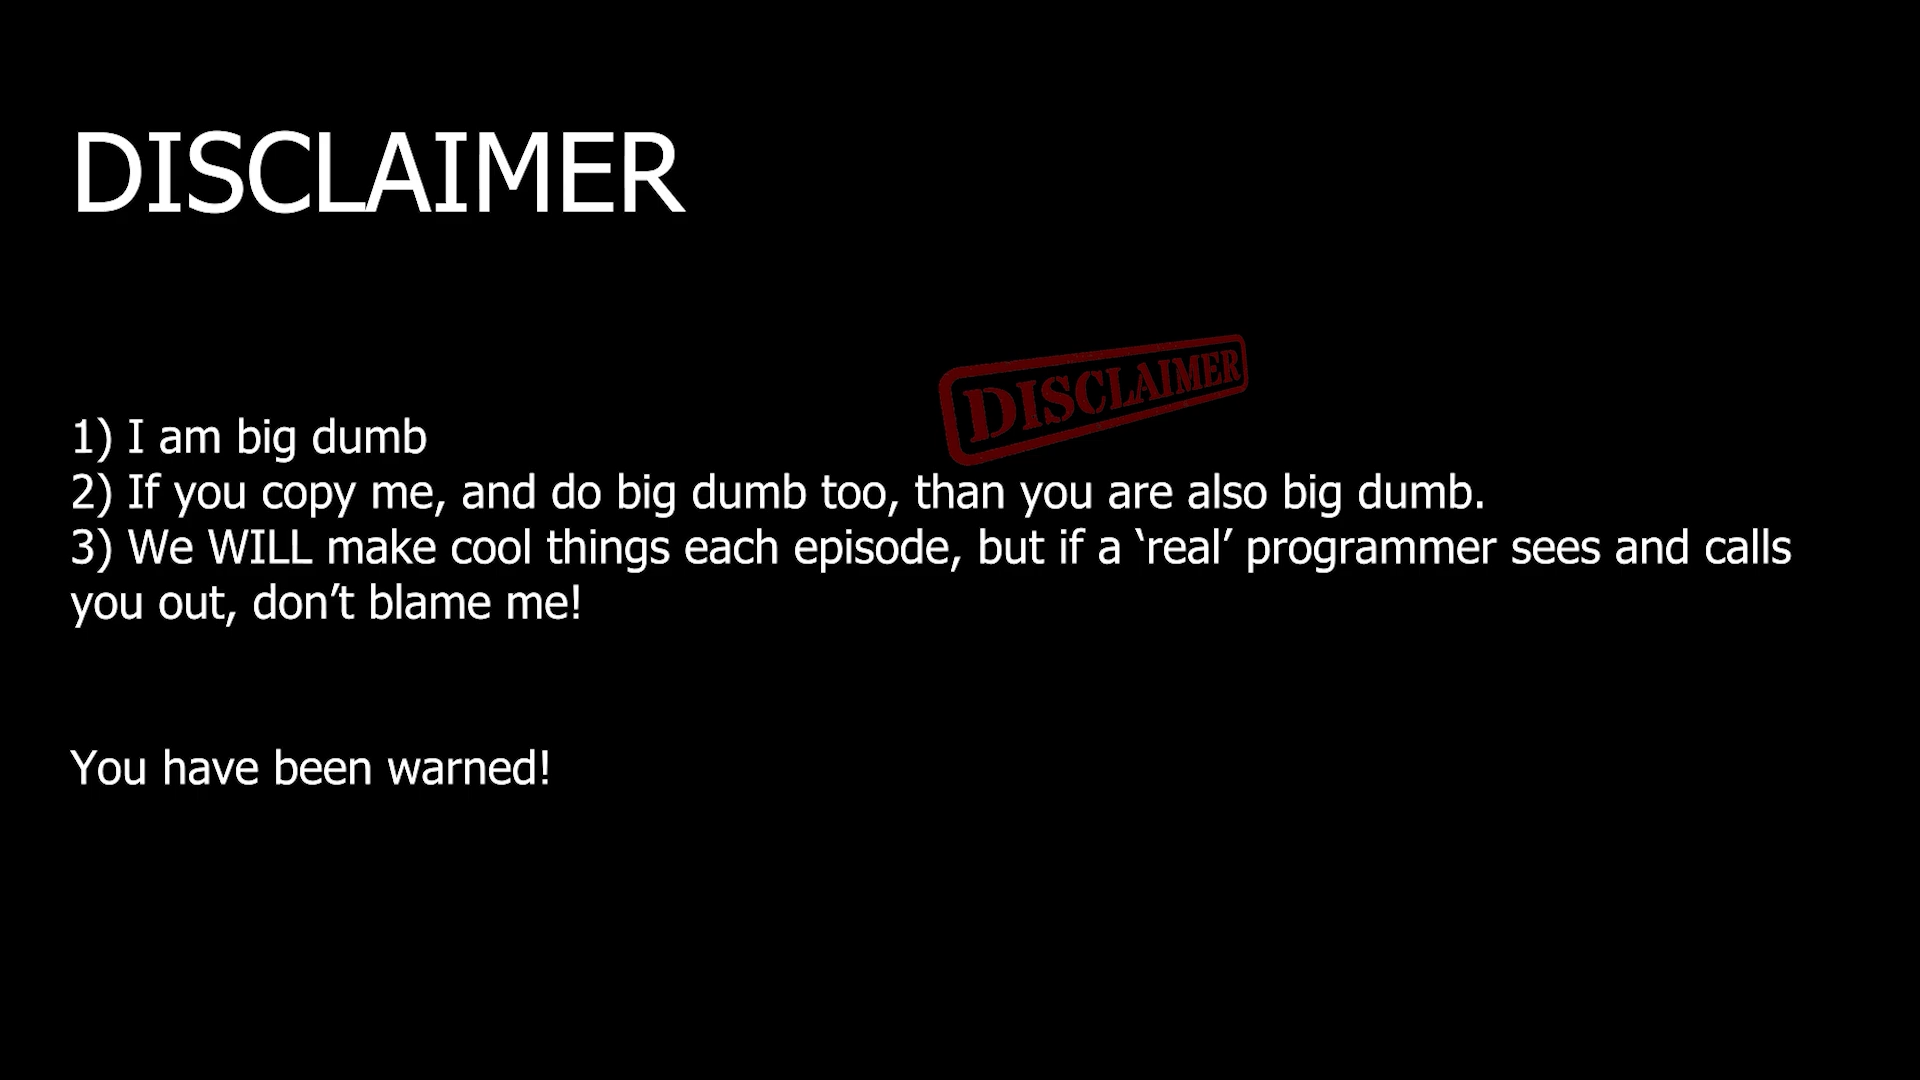 DISCLAIMER
DISCLAIMER
1) I am big dumb
2) If you copy me, and do big dumb too, than you are also big dumb.
3) We WILL make cool things each episode, but if a ‘real’ programmer sees and calls
you out, don’t blame me!
You have been warned!